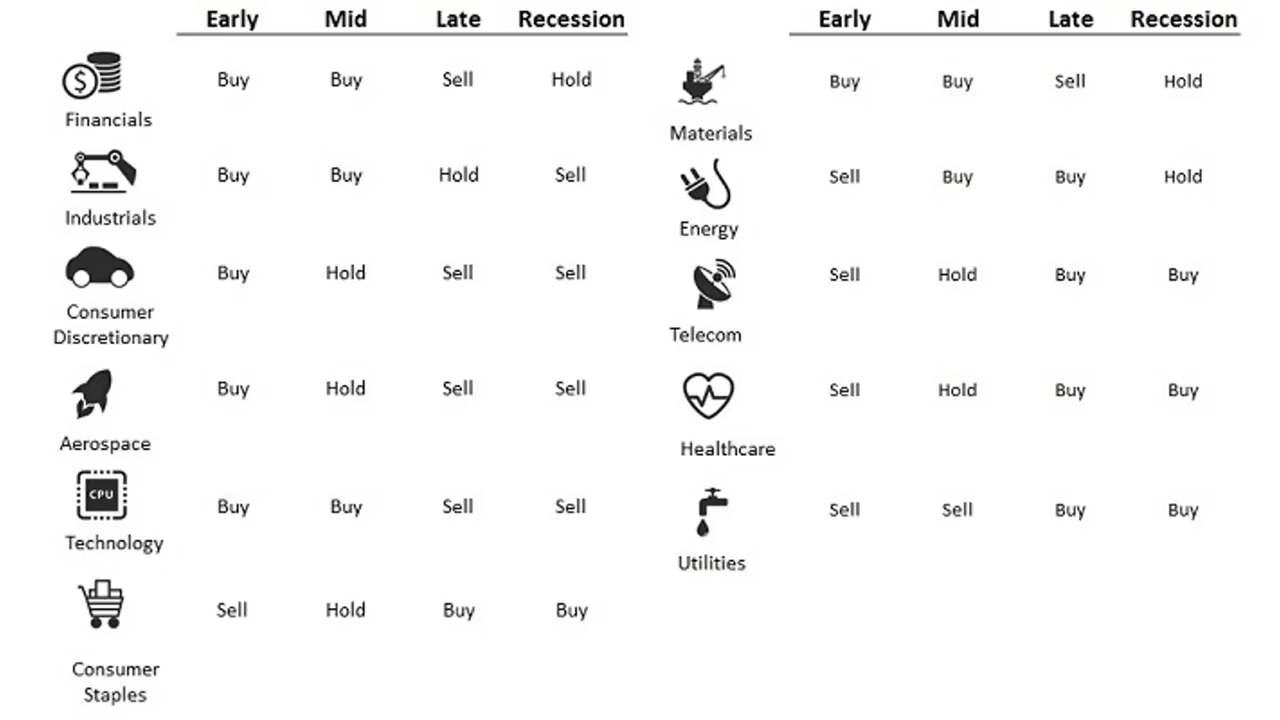 Early Mid Late Recession
Buy Buy Sell Hold
Financials
Buy Buy Hold Sell
Industrials
Buy Hold Sell Sell
Consumer
Discretionary
Buy Hold Sell Sell
Aerospace
CPU
Buy Buy Sell Sell
Technology
Sell Hold Buy Buy
Consumer
Staples
Early Mid Late Recession
$
Buy Buy Sell Hold
Materials
Sell Buy Buy Hold
Energy
Sell Hold Buy Buy
Telecom
Sell Hold Buy Buy
Healthcare
Sell Sell Buy Buy
Utilities